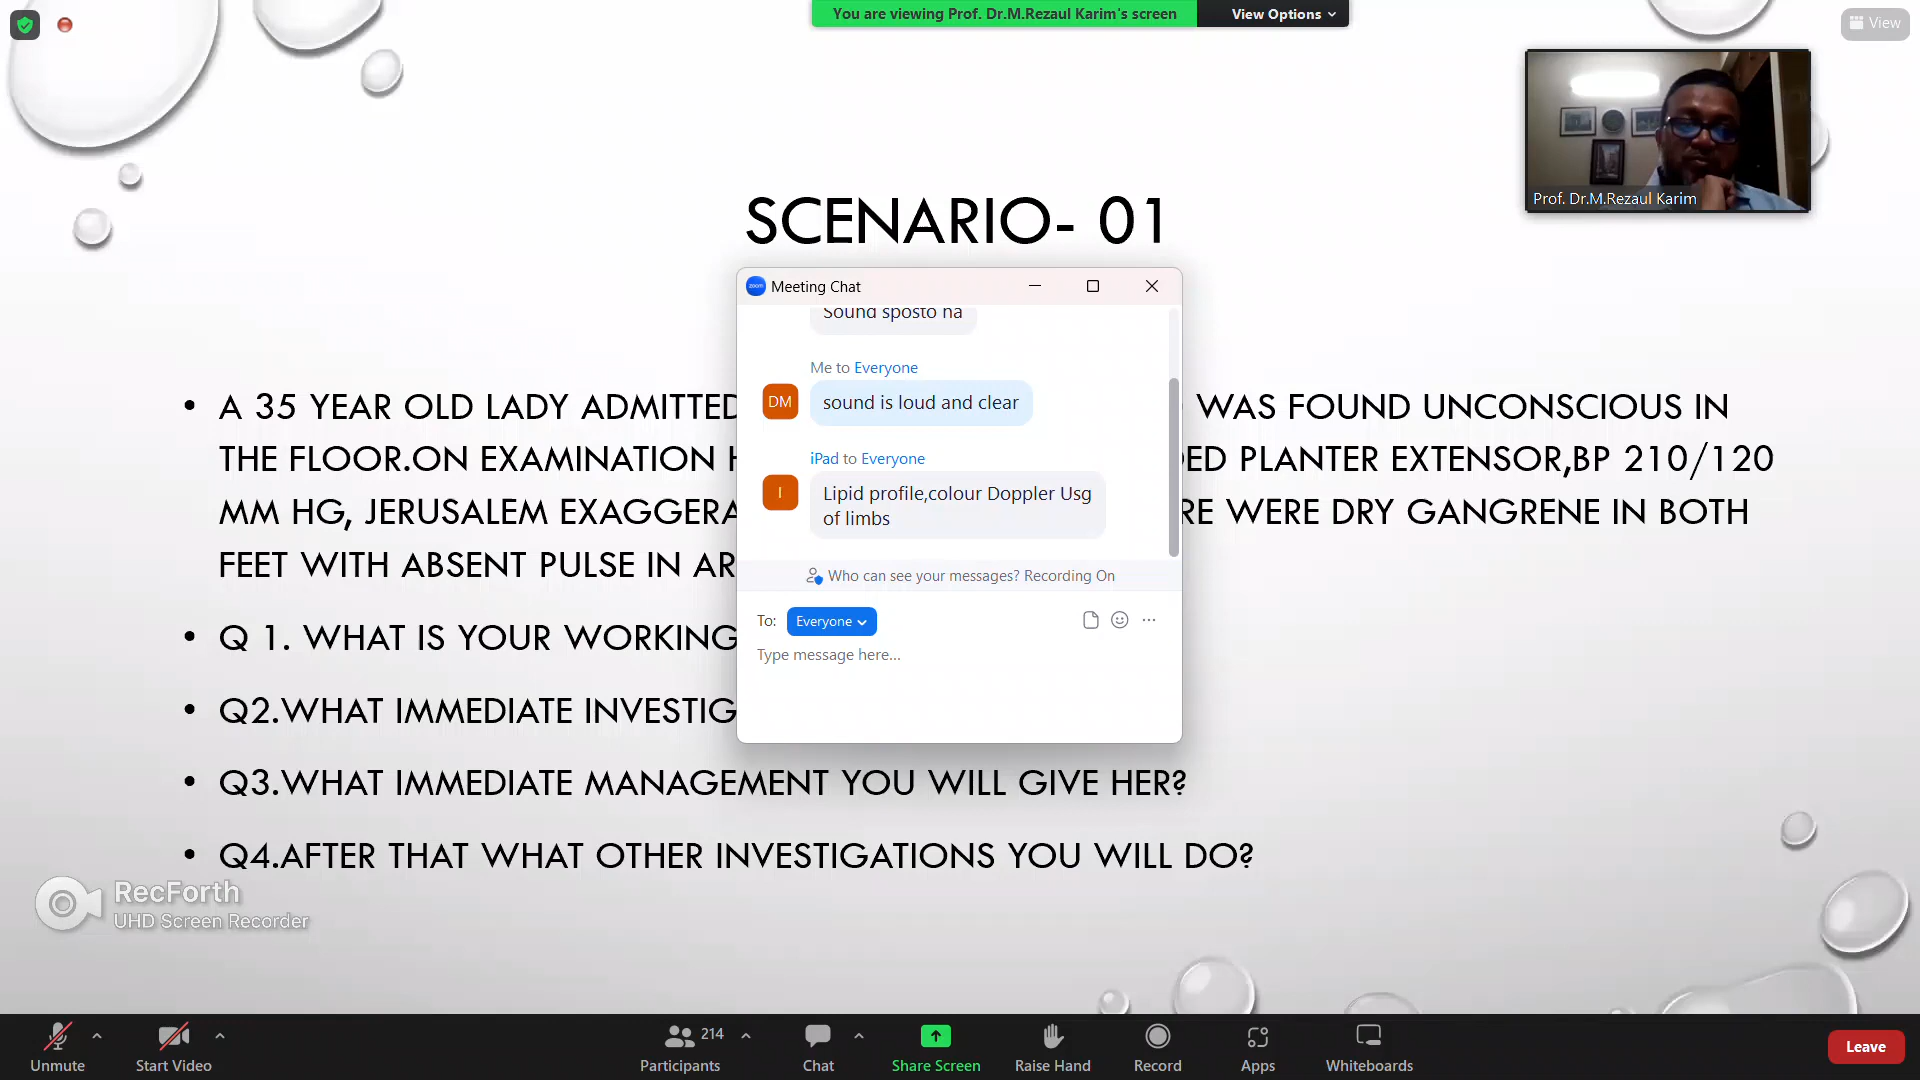 You are viewing Prof. Dr.M.Rezaul Karim's screen
View Options
View
Prof. Dr.M.Rezaul Karim
SCENARIO- 01
zoom Meeting Chat
Sound sposto na
Me to Everyone
DM
sound is loud and clear
iPad to Everyone
I
Lipid profile,colour Doppler Usg
of limbs
Who can see your messages? Recording On
To: Everyone
Type message here...
• A 35 YEAR OLD LADY ADMITTED WAS FOUND UNCONSCIOUS IN
THE FLOOR.ON EXAMINATION PLANTER EXTENSOR,BP 210/120
MM HG, JERUSALEM WERE DRY GANGRENE IN BOTH
FEET WITH ABSENT PULSE IN
• Q 1. WHAT IS YOUR WORKING
• Q2.WHAT IMMEDIATE
• Q3.WHAT IMMEDIATE MANAGEMENT YOU WILL GIVE HER?
• Q4.AFTER THAT WHAT OTHER INVESTIGATIONS YOU WILL DO?
RecForth
UHD Screen Recorder
Unmute
Start Video
214
Participants
Chat
Share Screen
Raise Hand
Record
Apps
Whiteboards
Leave